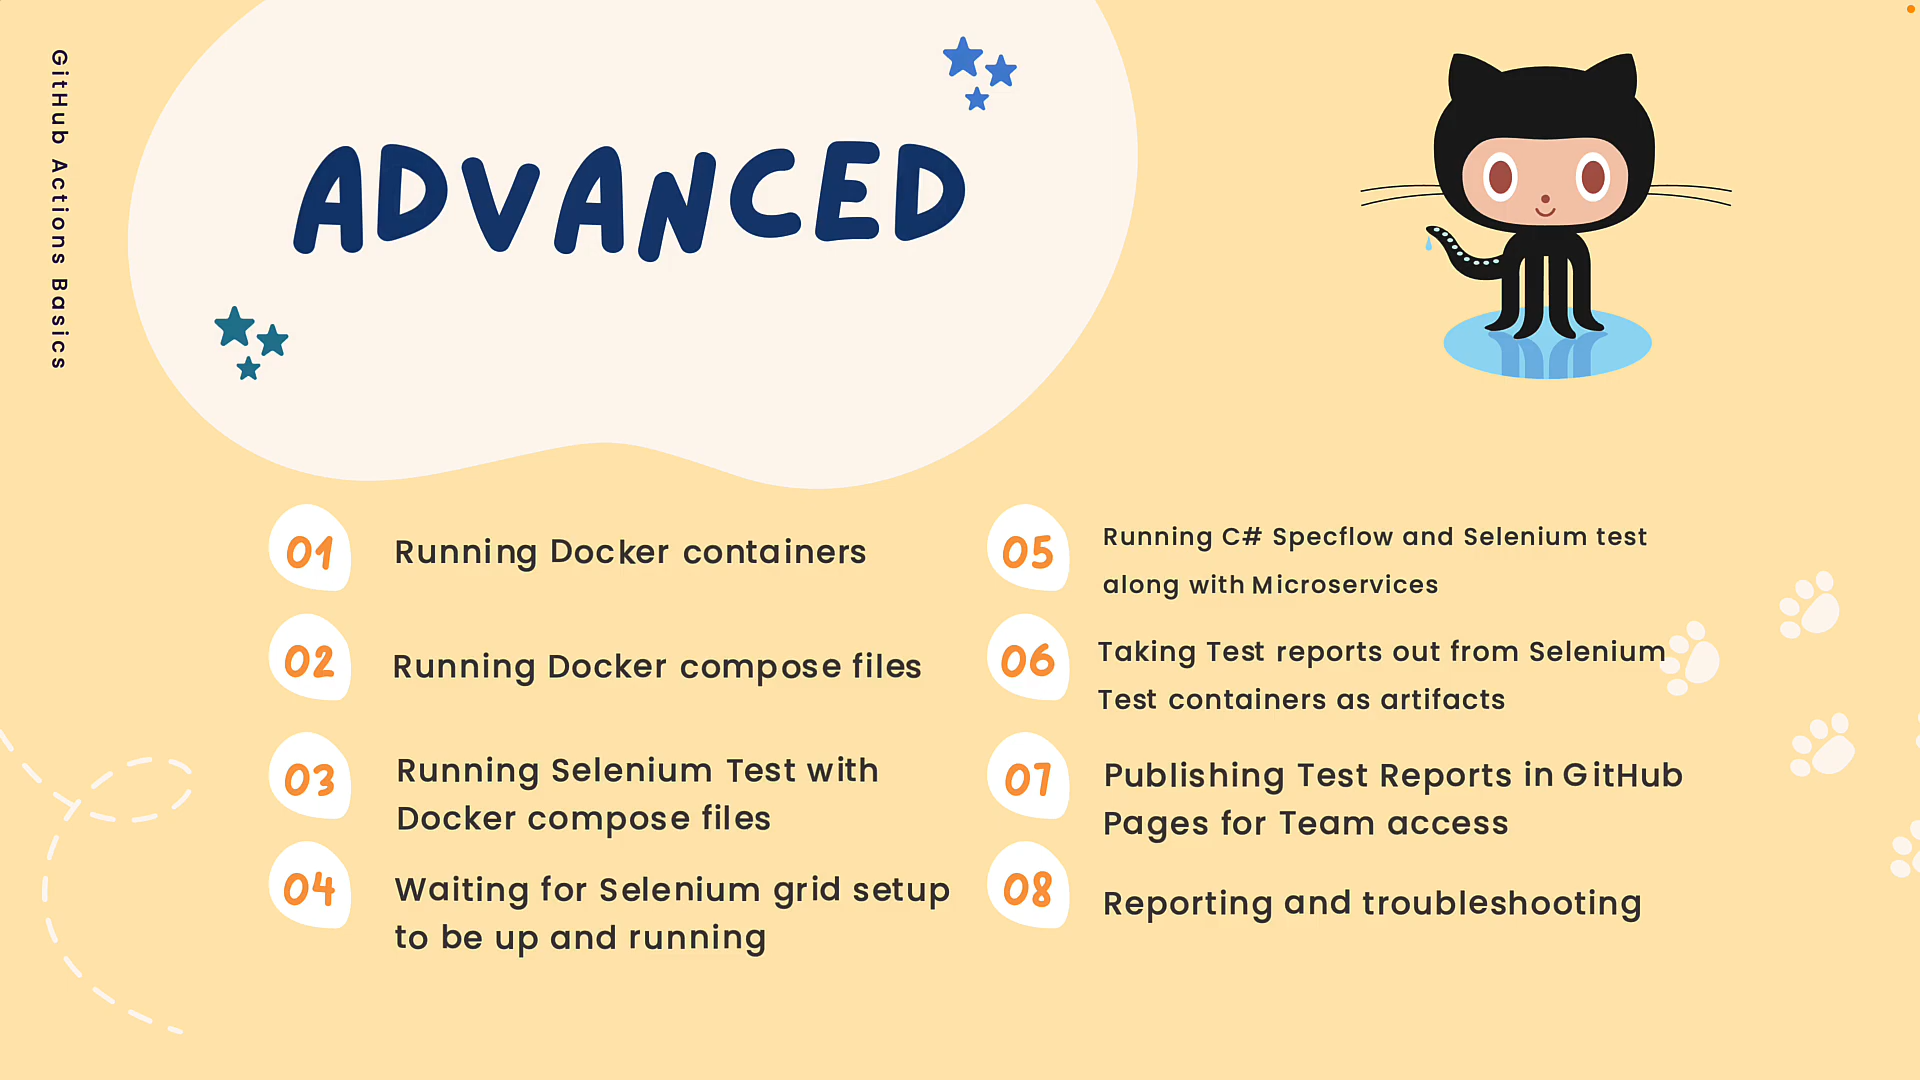 GitHub Actions Basics
ADVANCED
01
Running Docker containers
02
Running Docker compose files
03
Running Selenium Test with
Docker compose files
04
Waiting for Selenium grid setup
to be up and running
05
Running C# Specflow and Selenium test
along with Microservices
06
Taking Test reports out from Selenium
Test containers as artifacts
07
Publishing Test Reports in GitHub
Pages for Team access
08
Reporting and troubleshooting